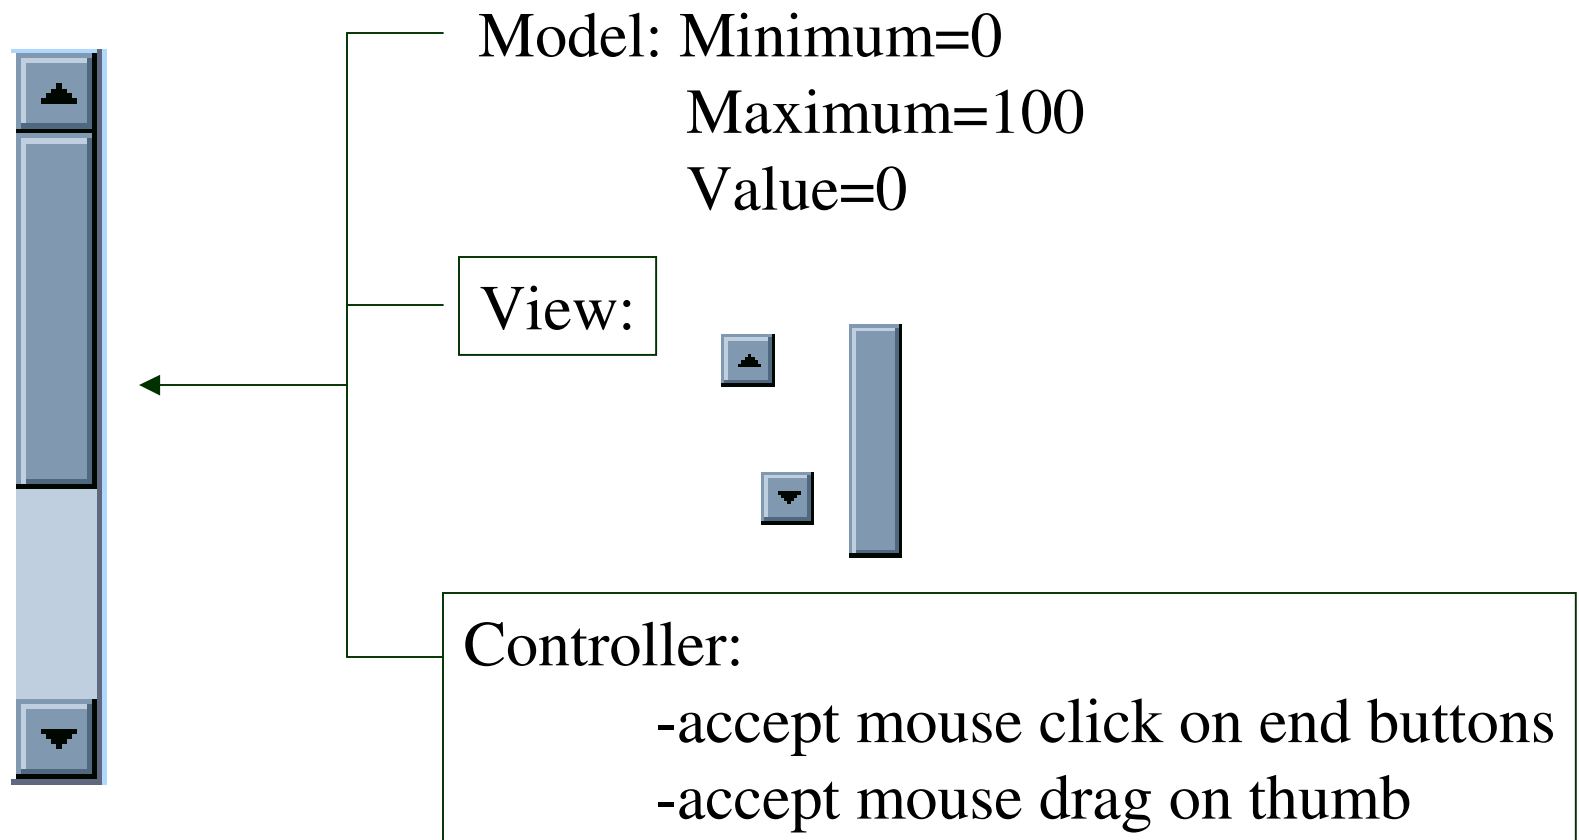 Model: Minimum=0
Maximum=100
Value=0
View:
Controller:
-accept mouse click on end buttons
-accept mouse drag on thumb